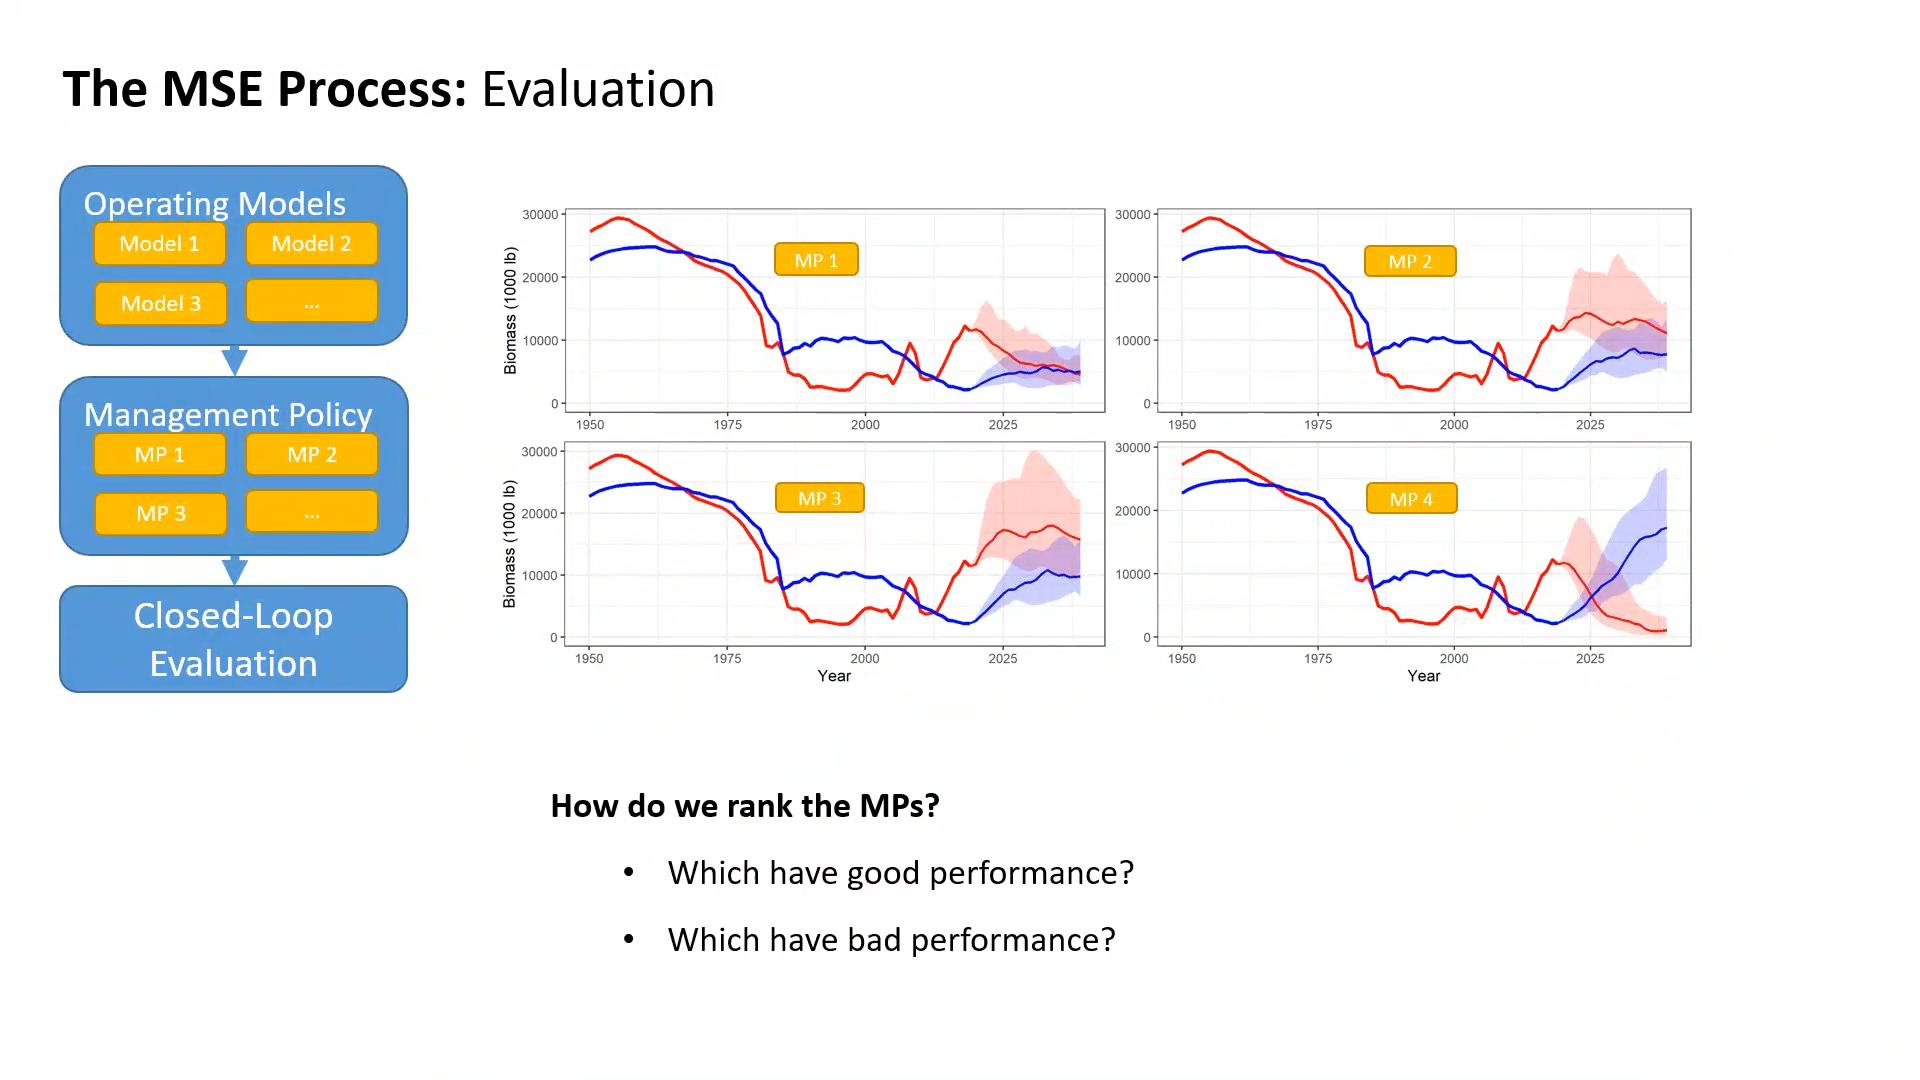 The MSE Process: Evaluation
Operating Models
Model 1
Model 2
Model 3
...
Management Policy
MP 1
MP 2
MP 3
...
Closed-Loop
Evaluation
Biomass (1000 lb)
30000
20000
10000
0
MP 1
1950 1975 2000 2025
30000
20000
10000
0
MP 2
1950 1975 2000 2025
Biomass (1000 lb)
30000
20000
10000
0
MP 3
1950 1975 2000 2025
Year
30000
20000
10000
0
MP 4
1950 1975 2000 2025
Year
How do we rank the MPs?
• Which have good performance?
• Which have bad performance?